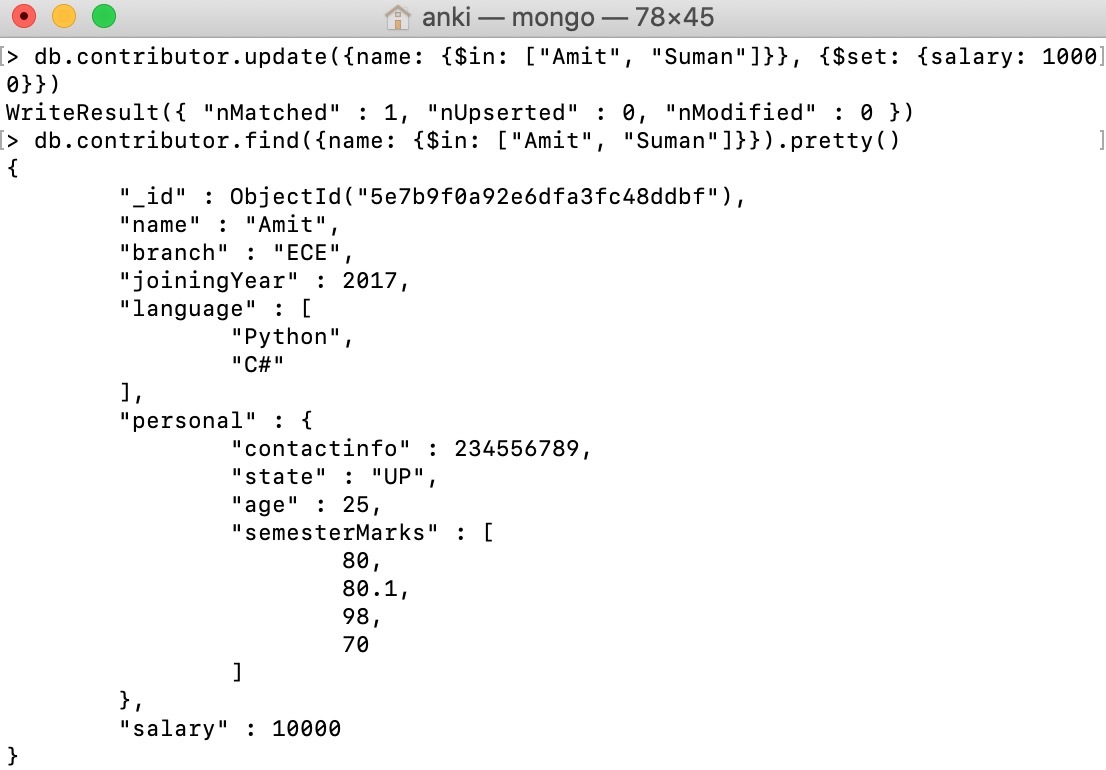 anki — mongo — 78×45
[> db.contributor.update({name: {$in: ["Amit", "Suman"]}}, {$set: {salary: 1000]
0}})
WriteResult({ "nMatched" : 1, "nUpserted" : 0, "nModified" : 0 })
[> db.contributor.find({name: {$in: ["Amit", "Suman"]}}).pretty() ]
{
        "_id" : ObjectId("5e7b9f0a92e6dfa3fc48ddbf"),
        "name" : "Amit",
        "branch" : "ECE",
        "joiningYear" : 2017,
        "language" : [
                "Python",
                "C#"
        ],
        "personal" : {
                "contactinfo" : 234556789,
                "state" : "UP",
                "age" : 25,
                "semesterMarks" : [
                        80,
                        80.1,
                        98,
                        70
                ]
        },
        "salary" : 10000
}